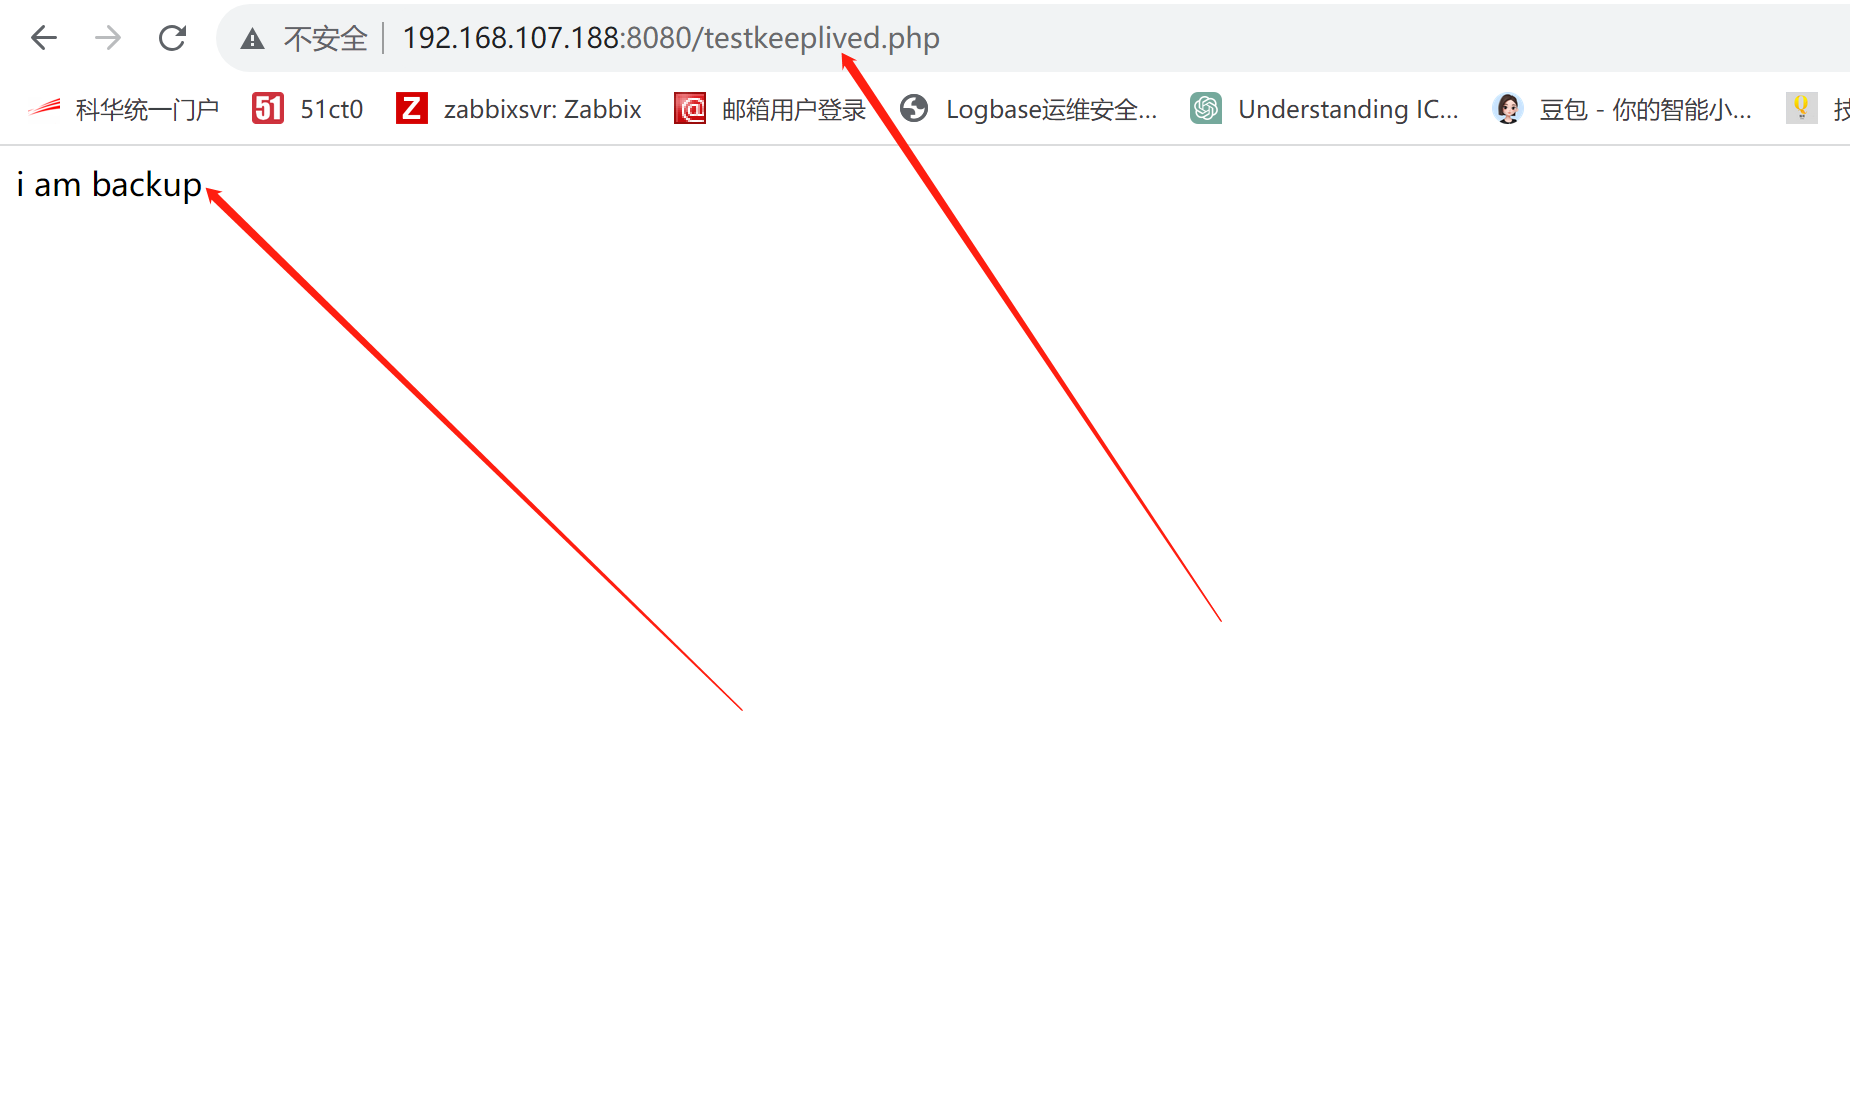 不安全 192.168.107.188:8080/testkeeplived.php
科华统一门户 51 51ct0 Z zabbixsvr: Zabbix @ 邮箱用户登录 Logbase运维安全... Understanding IC... 豆包 - 你的智能小... 技
i am backup